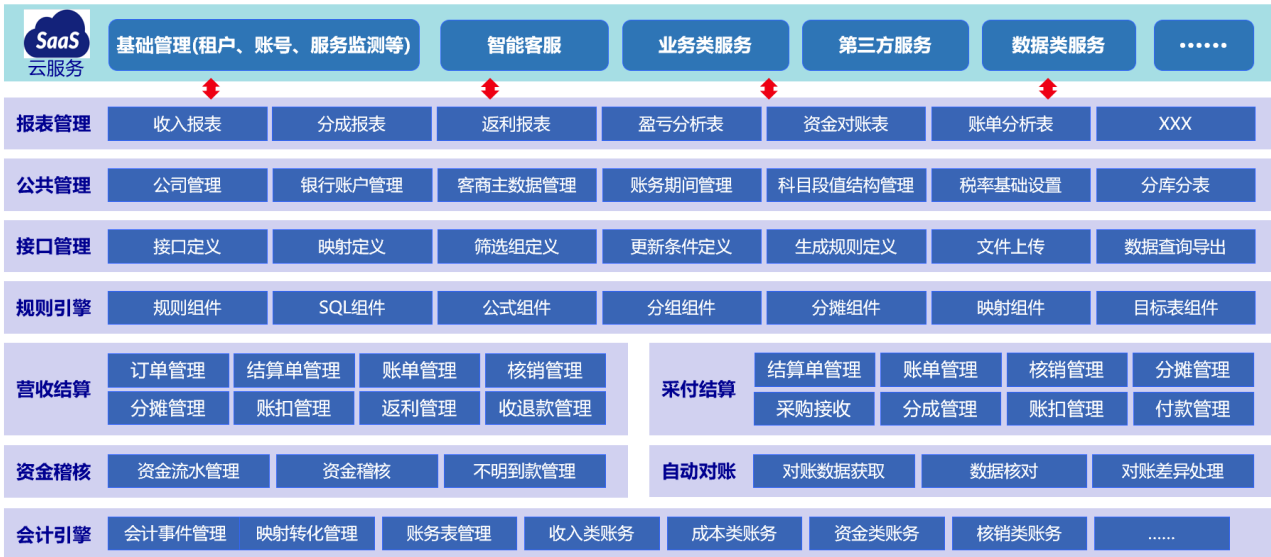 SaaS
云服务
基础管理(租户、账号、服务监测等) 智能客服 业务类服务 第三方服务 数据类服务 ……
报表管理 收入报表 分成报表 返利报表 盈亏分析表 资金对账表 账单分析表 XXX
公共管理 公司管理 银行账户管理 客商主数据管理 账务期间管理 科目段值结构管理 税率基础设置 分库分表
接口管理 接口定义 映射定义 筛选组定义 更新条件定义 生成规则定义 文件上传 数据查询导出
规则引擎 规则组件 SQL组件 公式组件 分组组件 分摊组件 映射组件 目标表组件
营收结算
订单管理 结算单管理 账单管理 核销管理
分摊管理 账扣管理 返利管理 收退款管理
采付结算
结算单管理 账单管理 核销管理 分摊管理
采购接收 分成管理 账扣管理 付款管理
资金稽核 资金流水管理 资金稽核 不明到款管理
自动对账 对账数据获取 数据核对 对账差异处理
会计引擎 会计事件管理 映射转化管理 账务表管理 收入类账务 成本类账务 资金类账务 核销类账务 ……